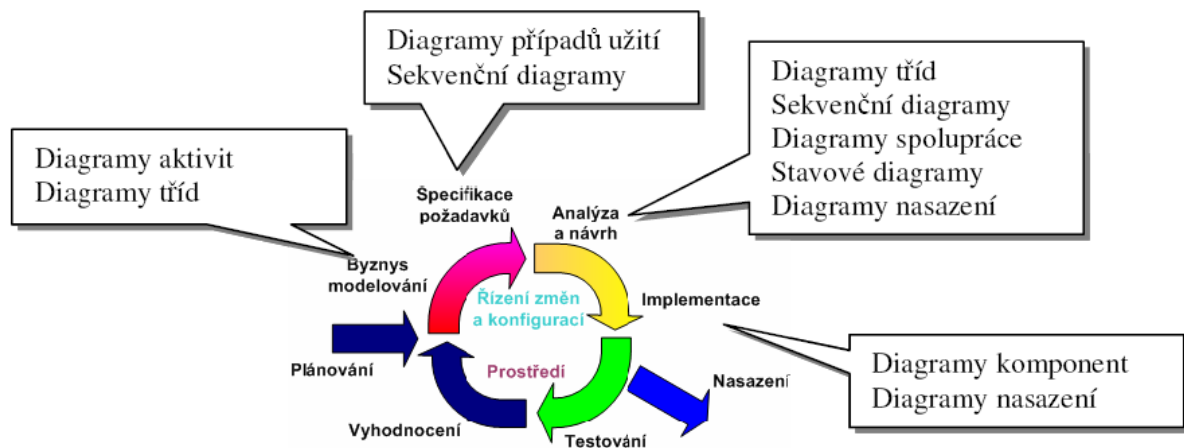 Diagramy případů užití
Sekvenční diagramy
Diagramy tříd
Sekvenční diagramy
Diagramy spolupráce
Stavové diagramy
Diagramy nasazení
Diagramy aktivit
Diagramy tříd
Specifikace
požadavků
Analýza
a návrh
Byznys
modelování
Řízení změn
a konfigurací
Implementace
Plánování
Prostředí
Nasazení
Vyhodnocení
Testování
Diagramy komponent
Diagramy nasazení